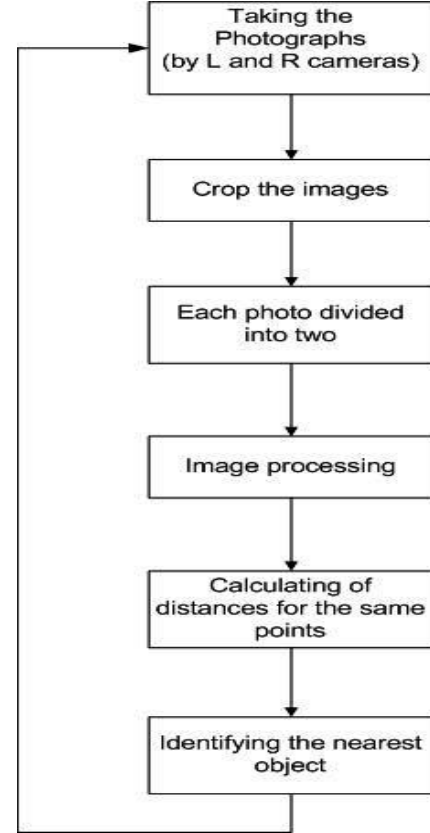 Taking the
Photographs
(by L and R cameras)
Crop the images
Each photo divided
into two
Image processing
Calculating of
distances for the same
points
Identifying the nearest
object